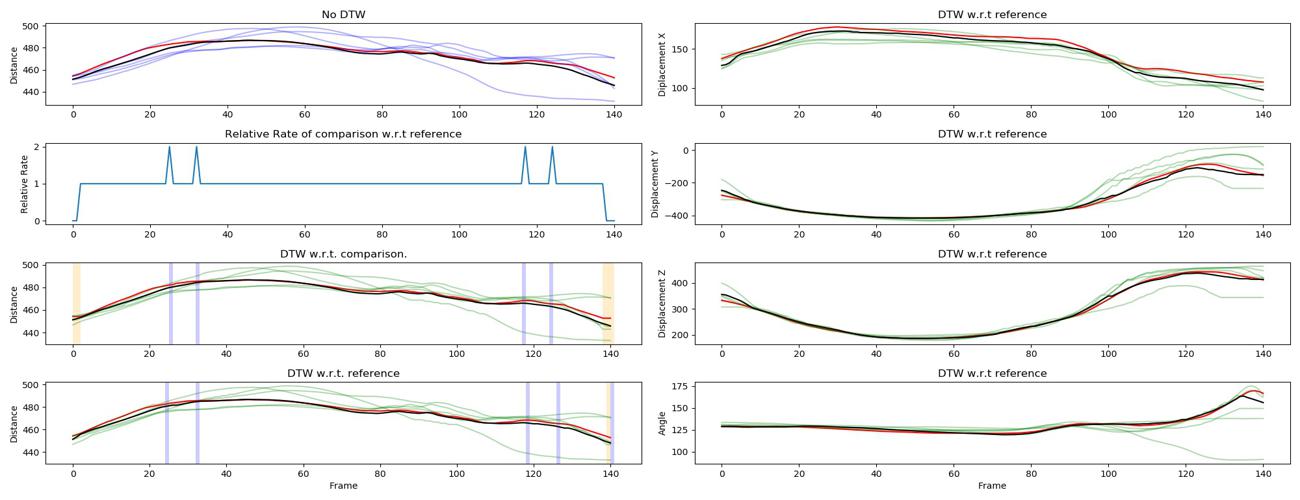 No DTW
500
480
460
440
Distance
0 20 40 60 80 100 120 140
DTW w.r.t reference
150
100
Diplacement X
0 20 40 60 80 100 120 140
Relative Rate of comparison w.r.t reference
2
1
0
Relative Rate
0 20 40 60 80 100 120 140
DTW w.r.t reference
0
−200
−400
Displacement Y
0 20 40 60 80 100 120 140
DTW w.r.t. comparison.
500
480
460
440
Distance
0 20 40 60 80 100 120 140
DTW w.r.t reference
400
300
200
Displacement Z
0 20 40 60 80 100 120 140
DTW w.r.t. reference
500
480
460
440
Distance
0 20 40 60 80 100 120 140
Frame
DTW w.r.t reference
175
150
125
100
Angle
0 20 40 60 80 100 120 140
Frame